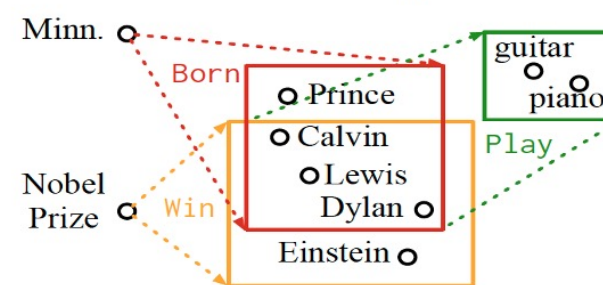 Minn.
Born
Prince
guitar
piano
Calvin
Play
Nobel
Prize
Win
Lewis
Dylan
Einstein